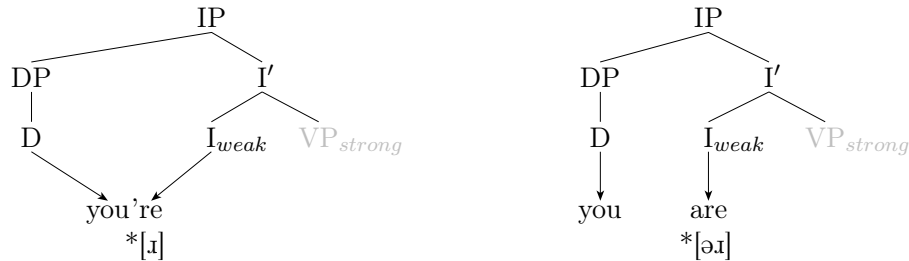 IP IP
DP I′ DP I′
D I_weak VP_strong D I_weak VP_strong
you're you are
*[ɹ] *[əɹ]